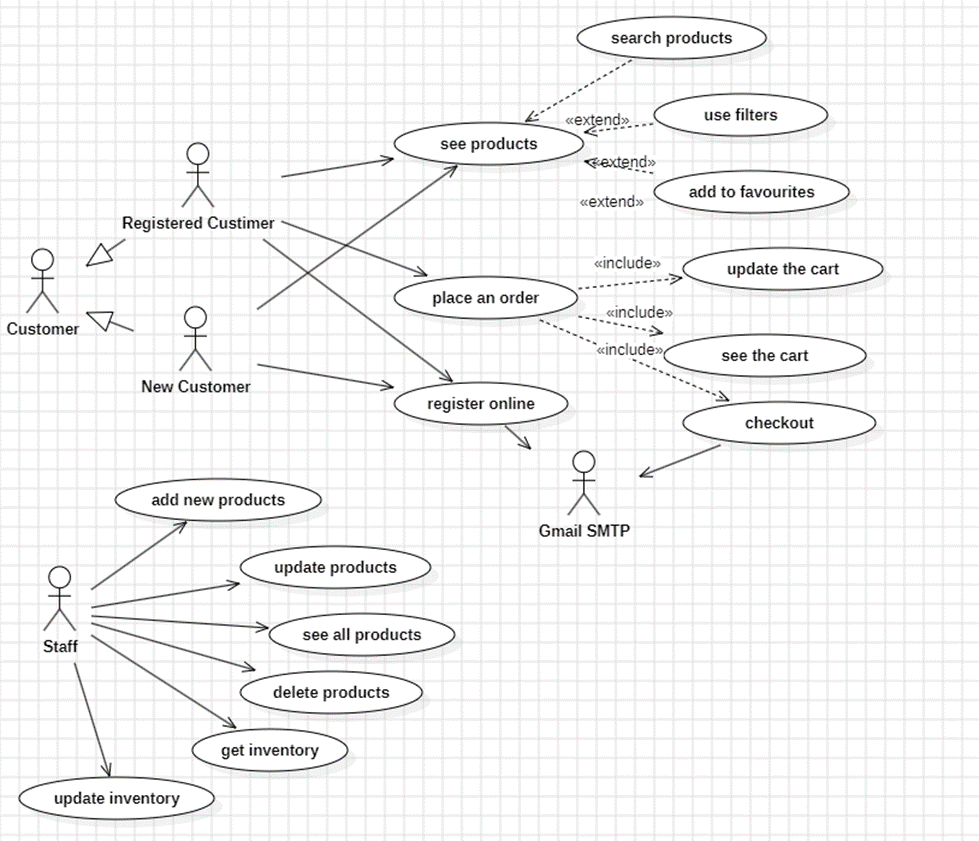 search products
«extend»
use filters
see products
«extend»
add to favourites
«extend»
Registered Custimer
«include»
update the cart
Customer
place an order
«include»
see the cart
«include»
New Customer
register online
checkout
Gmail SMTP
add new products
update products
see all products
Staff
delete products
get inventory
update inventory